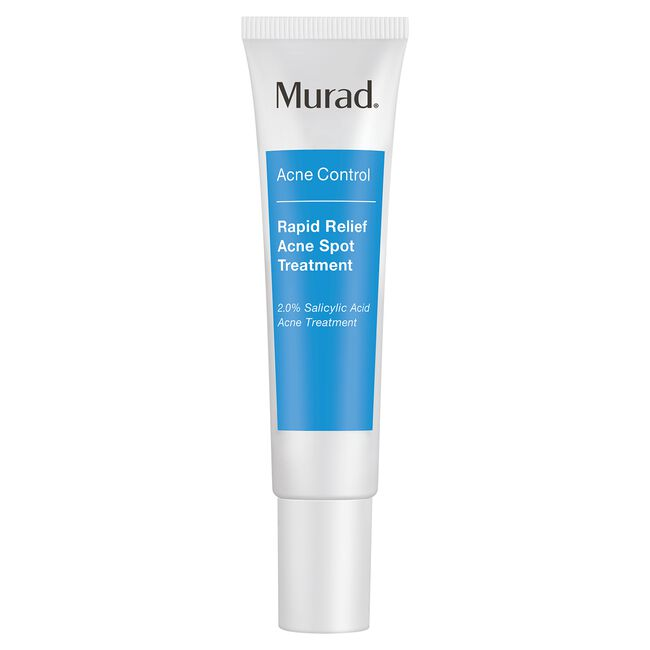 Murad®
Acne Control
Rapid Relief
Acne Spot
Treatment
2.0% Salicylic Acid
Acne Treatment